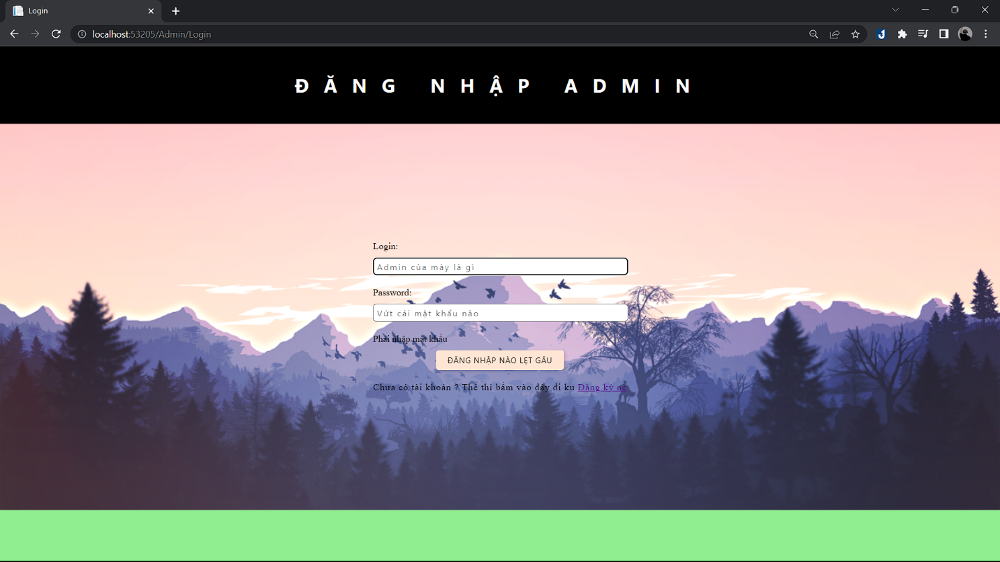 Login
localhost:53205/Admin/Login
ĐĂNG NHẬP ADMIN
Login:
Admin của mày là gì
Password:
Vứt cái mật khẩu nào
Phải nhập mật khẩu
ĐĂNG NHẬP NÀO LẸT GÂU
Chưa có tài khoản ? Thế thì bấm vào đây đi ku Đăng ký nè